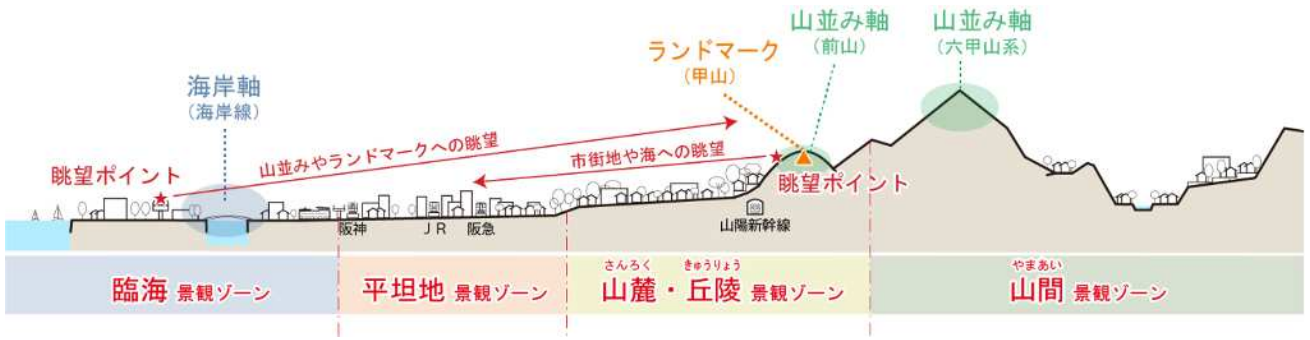 山並み軸
（前山）
山並み軸
（六甲山系）
ランドマーク
（甲山）
海岸軸
（海岸線）
山並みやランドマークへの眺望
市街地や海への眺望
眺望ポイント
眺望ポイント
阪神
JR
阪急
山陽新幹線
臨海 景観ゾーン
平坦地 景観ゾーン
さんろく きゅうりょう
山麓・丘陵 景観ゾーン
やまあい
山間 景観ゾーン